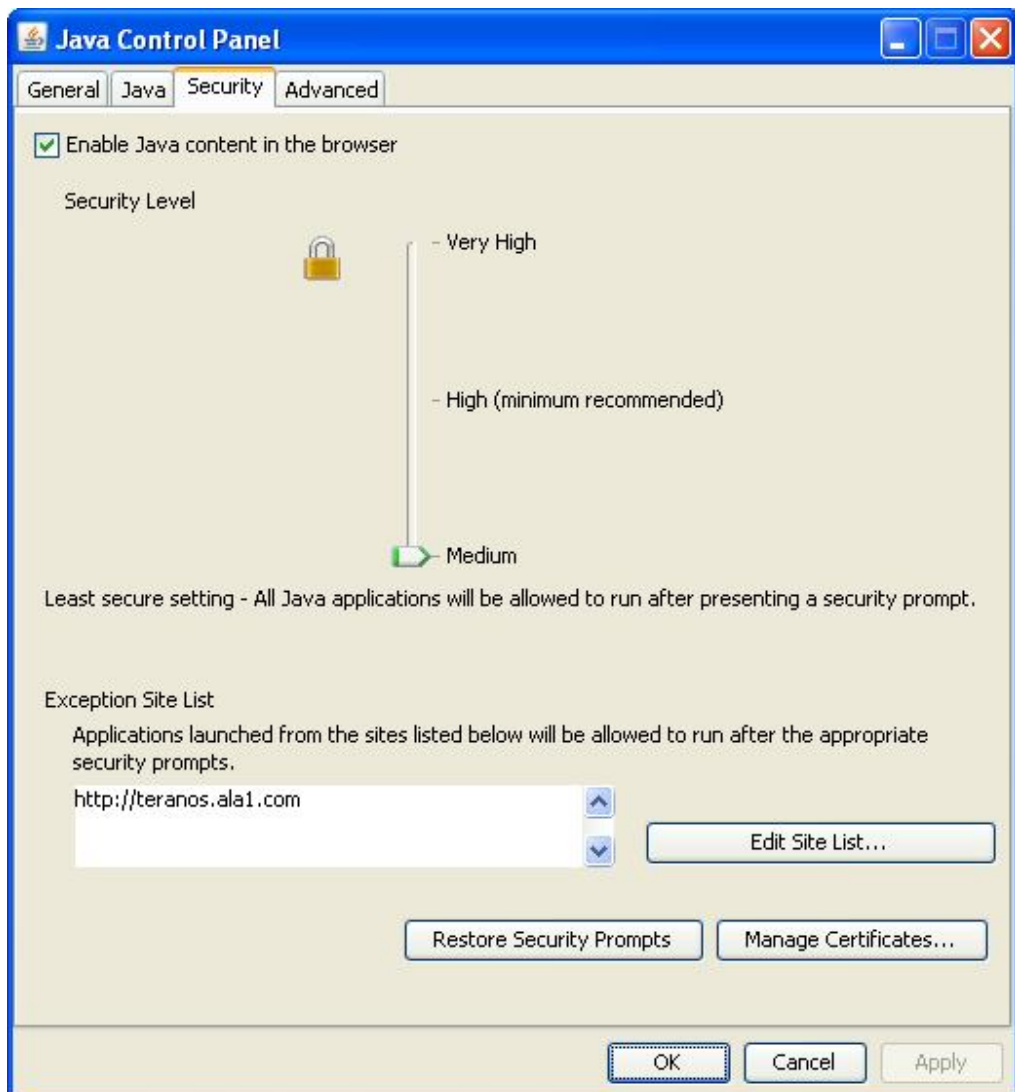 Java Control Panel
General Java Security Advanced
Enable Java content in the browser
Security Level
- Very High
- High (minimum recommended)
- Medium
Least secure setting - All Java applications will be allowed to run after presenting a security prompt.
Exception Site List
Applications launched from the sites listed below will be allowed to run after the appropriate
security prompts.
http://teranos.ala1.com
Edit Site List...
Restore Security Prompts Manage Certificates...
OK Cancel Apply